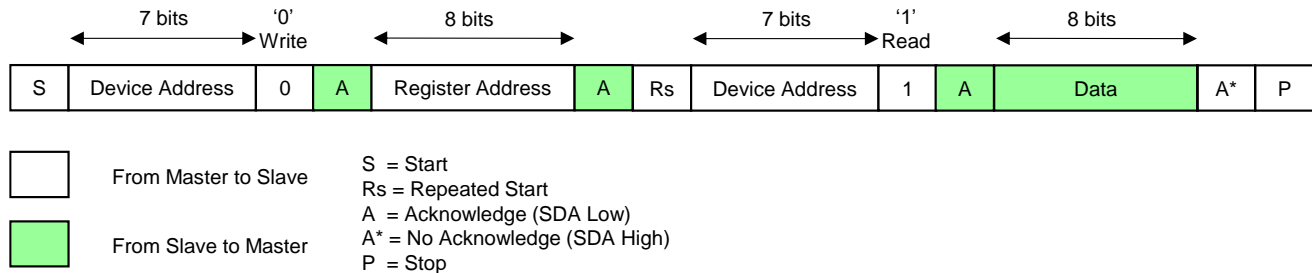 7 bits ‘0’ 8 bits 7 bits ‘1’ 8 bits
Write Read
S Device Address 0 A Register Address A Rs Device Address 1 A Data A* P
From Master to Slave
From Slave to Master
S = Start
Rs = Repeated Start
A = Acknowledge (SDA Low)
A* = No Acknowledge (SDA High)
P = Stop